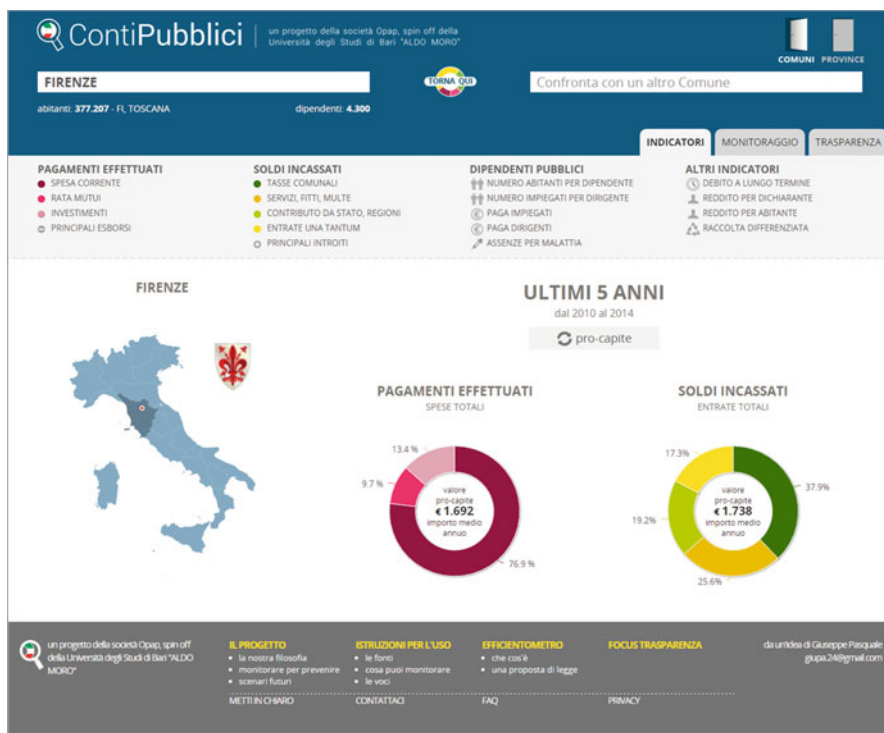 ContiPubblici
un progetto della società Opap, spin off della
Università degli Studi di Bari "ALDO MORO"
COMUNI PROVINCE
FIRENZE
TORNA QUI
Confronta con un altro Comune
abitanti: 377.207 - FI, TOSCANA
dipendenti: 4.300
INDICATORI MONITORAGGIO TRASPARENZA
PAGAMENTI EFFETTUATI
SPESA CORRENTE
RATA MUTUI
INVESTIMENTI
PRINCIPALI ESBORSI
SOLDI INCASSATI
TASSE COMUNALI
SERVIZI, FITTI, MULTE
CONTRIBUTO DA STATO, REGIONI
ENTRATE UNA TANTUM
PRINCIPALI INTROITI
DIPENDENTI PUBBLICI
NUMERO ABITANTI PER DIPENDENTE
NUMERO IMPIEGATI PER DIRIGENTE
PAGA IMPIEGATI
PAGA DIRIGENTI
ASSENZE PER MALATTIA
ALTRI INDICATORI
DEBITO A LUNGO TERMINE
REDDITO PER DICHIARANTE
REDDITO PER ABITANTE
RACCOLTA DIFFERENZIATA
FIRENZE
ULTIMI 5 ANNI
dal 2010 al 2014
pro-capite
PAGAMENTI EFFETTUATI
SPESE TOTALI
13.4 %
9.7 %
valore
pro-capite
€ 1.692
importo medio
annuo
76.9 %
SOLDI INCASSATI
ENTRATE TOTALI
17.3%
37.9%
19.2%
valore
pro-capite
€ 1.738
importo medio
annuo
25.6%
un progetto della società Opap, spin off
della Università degli Studi di Bari "ALDO
MORO"
IL PROGETTO
• la nostra filosofia
• monitorare per prevenire
• scenari futuri
METTI IN CHIARO
ISTRUZIONI PER L'USO
• le fonti
• cosa puoi monitorare
• le voci
CONTATTACI
EFFICIENTOMETRO
• che cos'è
• una proposta di legge
FAQ
FOCUS TRASPARENZA
PRIVACY
da un'idea di Giuseppe Pasquale
giupa.24@gmail.com